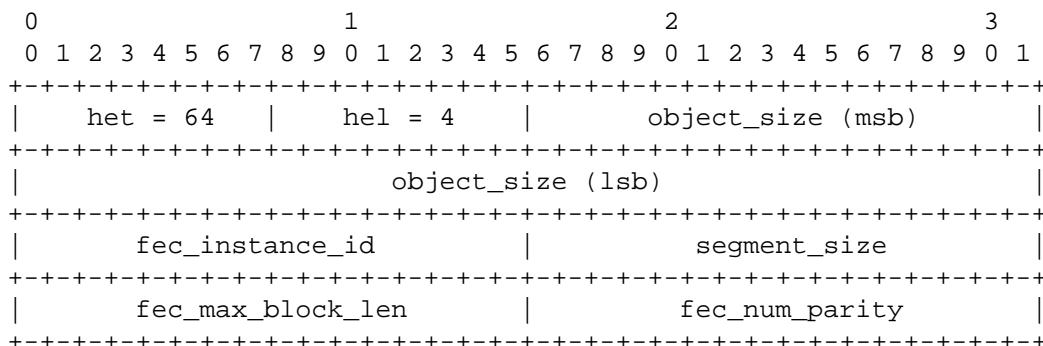 0                   1                   2                   3
 0 1 2 3 4 5 6 7 8 9 0 1 2 3 4 5 6 7 8 9 0 1 2 3 4 5 6 7 8 9 0 1
+-+-+-+-+-+-+-+-+-+-+-+-+-+-+-+-+-+-+-+-+-+-+-+-+-+-+-+-+-+-+-+-+
|    het = 64   |    hel = 4    |       object_size (msb)       |
+-+-+-+-+-+-+-+-+-+-+-+-+-+-+-+-+-+-+-+-+-+-+-+-+-+-+-+-+-+-+-+-+
|                       object_size (lsb)                       |
+-+-+-+-+-+-+-+-+-+-+-+-+-+-+-+-+-+-+-+-+-+-+-+-+-+-+-+-+-+-+-+-+
|       fec_instance_id         |          segment_size         |
+-+-+-+-+-+-+-+-+-+-+-+-+-+-+-+-+-+-+-+-+-+-+-+-+-+-+-+-+-+-+-+-+
|       fec_max_block_len       |         fec_num_parity        |
+-+-+-+-+-+-+-+-+-+-+-+-+-+-+-+-+-+-+-+-+-+-+-+-+-+-+-+-+-+-+-+-+